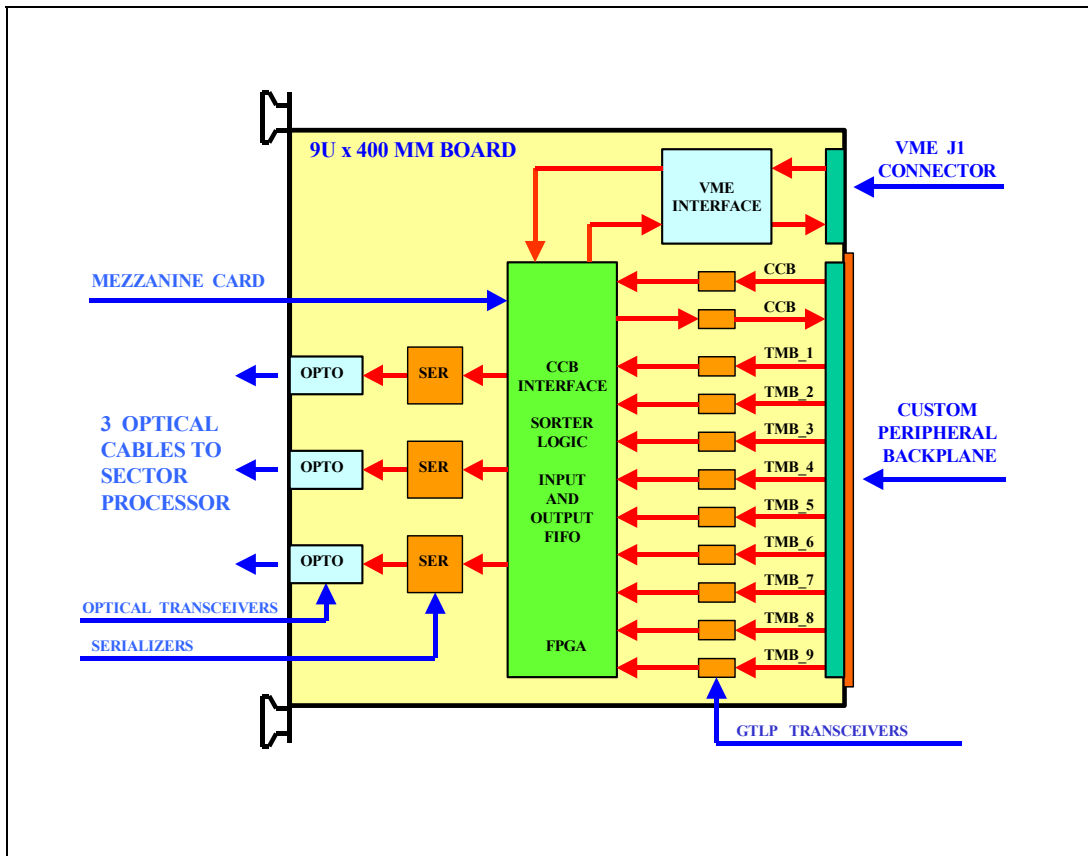 9U x 400 MM BOARD
VME J1
CONNECTOR
VME
INTERFACE
MEZZANINE CARD
CCB
CCB
TMB_1
TMB_2
TMB_3
TMB_4
TMB_5
TMB_6
TMB_7
TMB_8
TMB_9
CCB
INTERFACE
SORTER
LOGIC
INPUT
AND
OUTPUT
FIFO
FPGA
OPTO
SER
OPTO
SER
OPTO
SER
3 OPTICAL
CABLES TO
SECTOR
PROCESSOR
CUSTOM
PERIPHERAL
BACKPLANE
OPTICAL TRANSCEIVERS
SERIALIZERS
GTLP TRANSCEIVERS